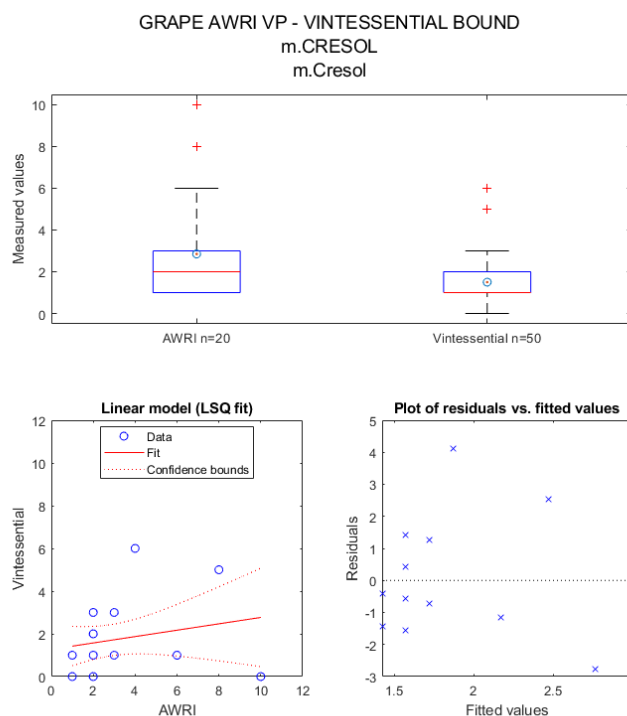 GRAPE AWRI VP - VINTESSENTIAL BOUND
m.CRESOL
m.Cresol
Measured values
10
8
6
4
2
0
AWRI n=20
Vintessential n=50
Linear model (LSQ fit)
Vintessential
12
10
8
6
4
2
0
Data
Fit
Confidence bounds
0 2 4 6 8 10 12
AWRI
Plot of residuals vs. fitted values
Residuals
5
4
3
2
1
0
-1
-2
-3
1.5 2 2.5
Fitted values